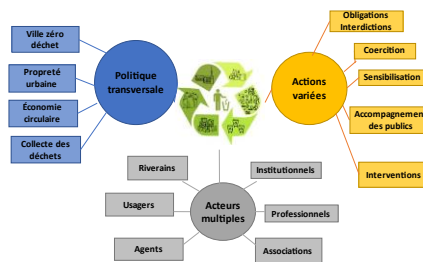 Ville zéro
déchet
Propreté
urbaine
Économie
circulaire
Collecte des
déchets
Politique
transversale
Obligations
Interdictions
Coercition
Sensibilisation
Accompagnement
des publics
Interventions
Actions
variées
Riverains
Usagers
Agents
Acteurs
multiples
Institutionnels
Professionnels
Associations